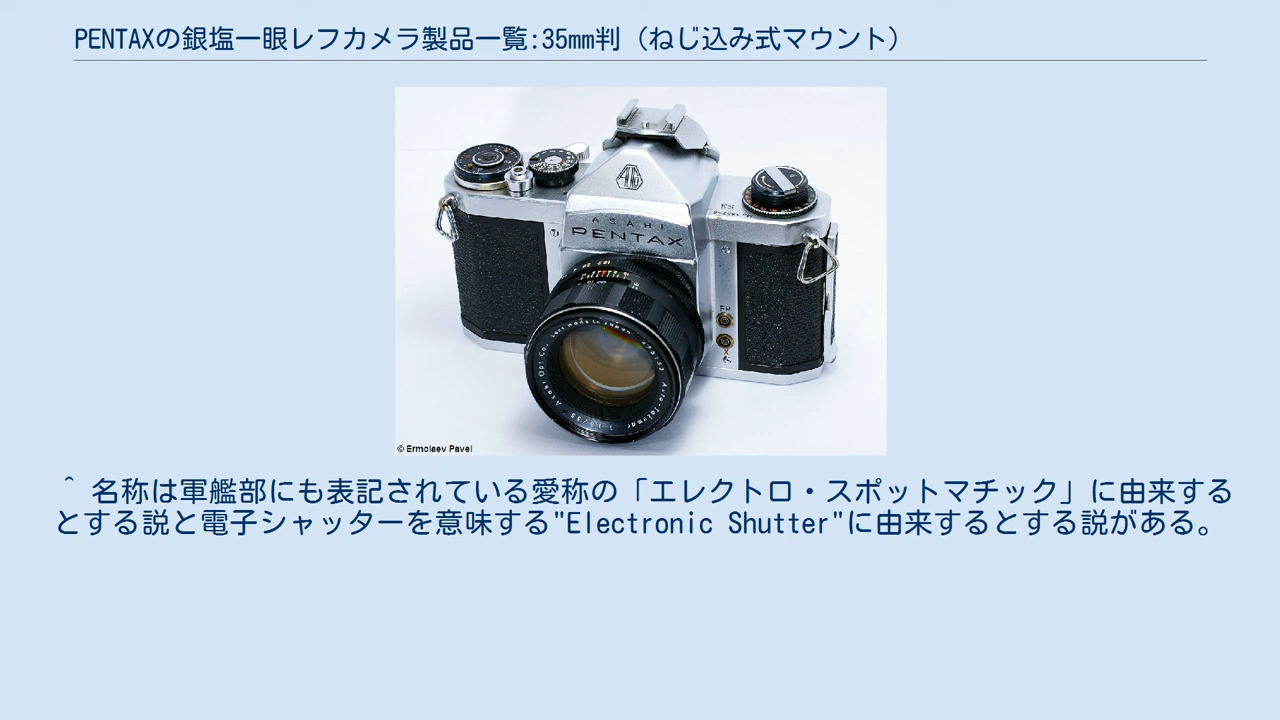 PENTAXの銀塩一眼レフカメラ製品一覧:35mm判（ねじ込み式マウント）
AOC
ASAHI
PENTAX
FP
X
© Ermolaev Pavel
^ 名称は軍艦部にも表記されている愛称の「エレクトロ・スポットマチック」に由来する
とする説と電子シャッターを意味する"Electronic Shutter"に由来するとする説がある。